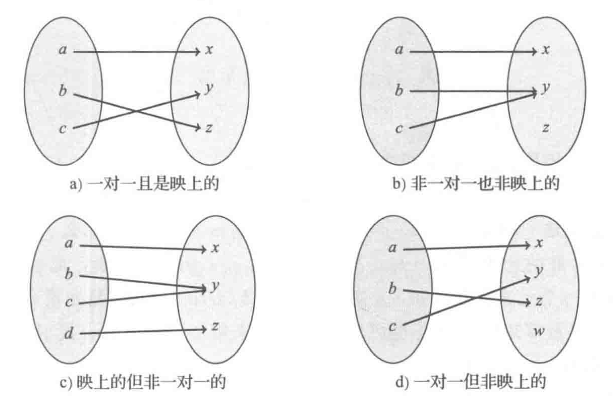 a x
b y
c z
a) 一对一且是映上的
a x
b y
c z
b) 非一对一也非映上的
a x
b y
c z
d
c) 映上的但非一对一的
a x
b y
c z
w
d) 一对一但非映上的